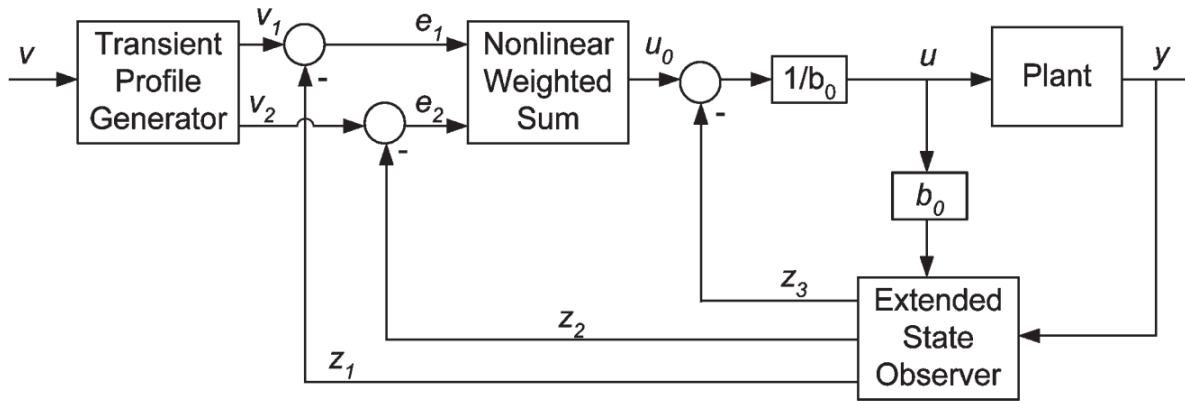 v
Transient
Profile
Generator
v₁
v₂
-
-
e₁
e₂
Nonlinear
Weighted
Sum
u₀
-
1/b₀
u
Plant
y
b₀
z₃
z₂
z₁
Extended
State
Observer